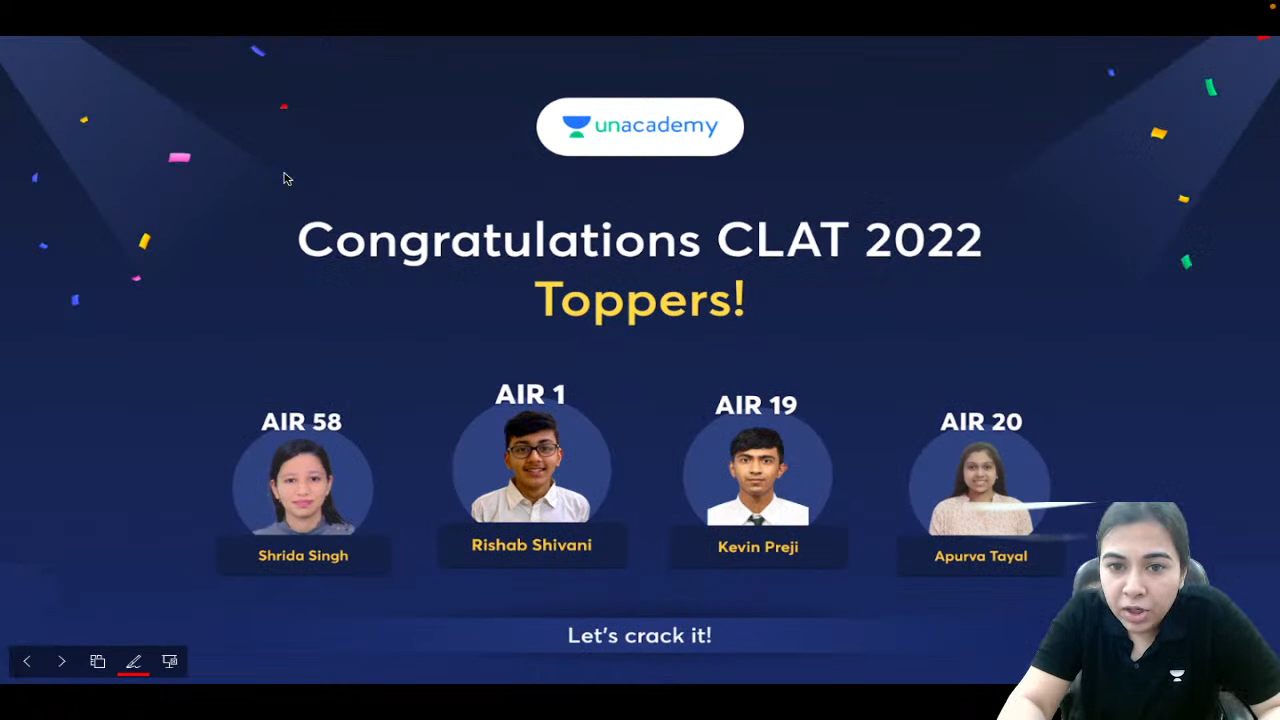 unacademy
Congratulations CLAT 2022
Toppers!
AIR 58
AIR 1
AIR 19
AIR 20
Shrida Singh
Rishab Shivani
Kevin Preji
Apurva Tayal
Let's crack it!